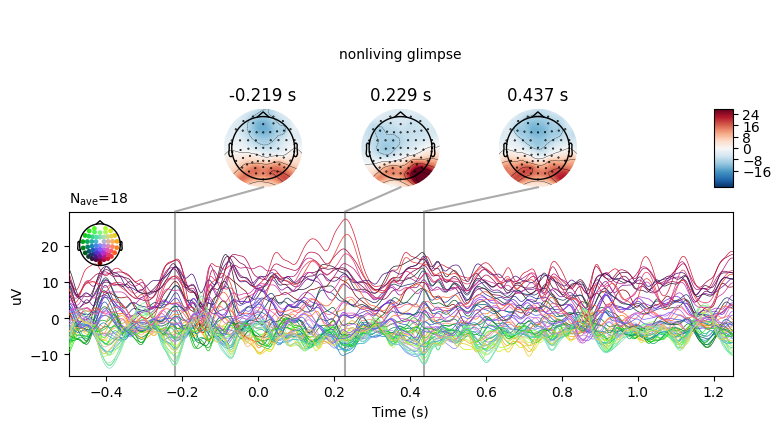 nonliving glimpse
-0.219 s 0.229 s 0.437 s
24
16
8
0
−8
−16
Nave=18
20
10
0
−10
uV
−0.4 −0.2 0.0 0.2 0.4 0.6 0.8 1.0 1.2
Time (s)